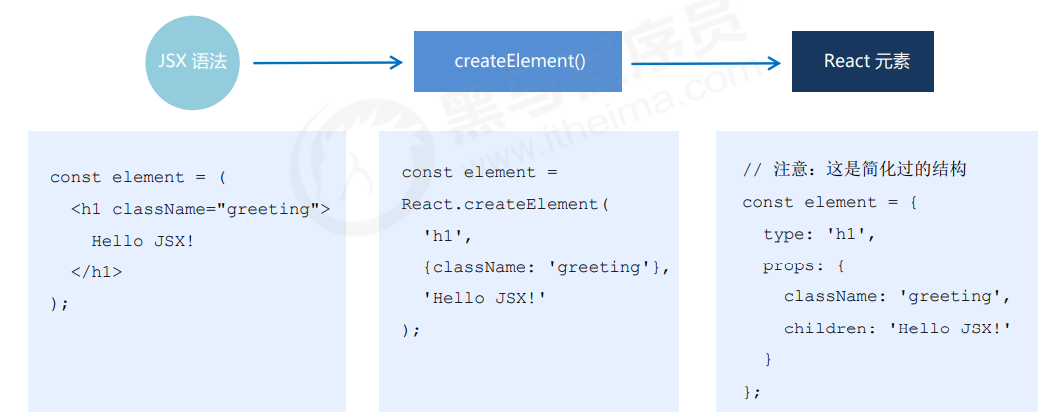 JSX 语法
createElement()
React 元素
黑马程序员
www.itheima.com
const element = (
<h1 className="greeting">
Hello JSX!
</h1>
);
const element =
React.createElement(
'h1',
{className: 'greeting'},
'Hello JSX!'
);
// 注意：这是简化过的结构
const element = {
type: 'h1',
props: {
className: 'greeting',
children: 'Hello JSX!'
}
};